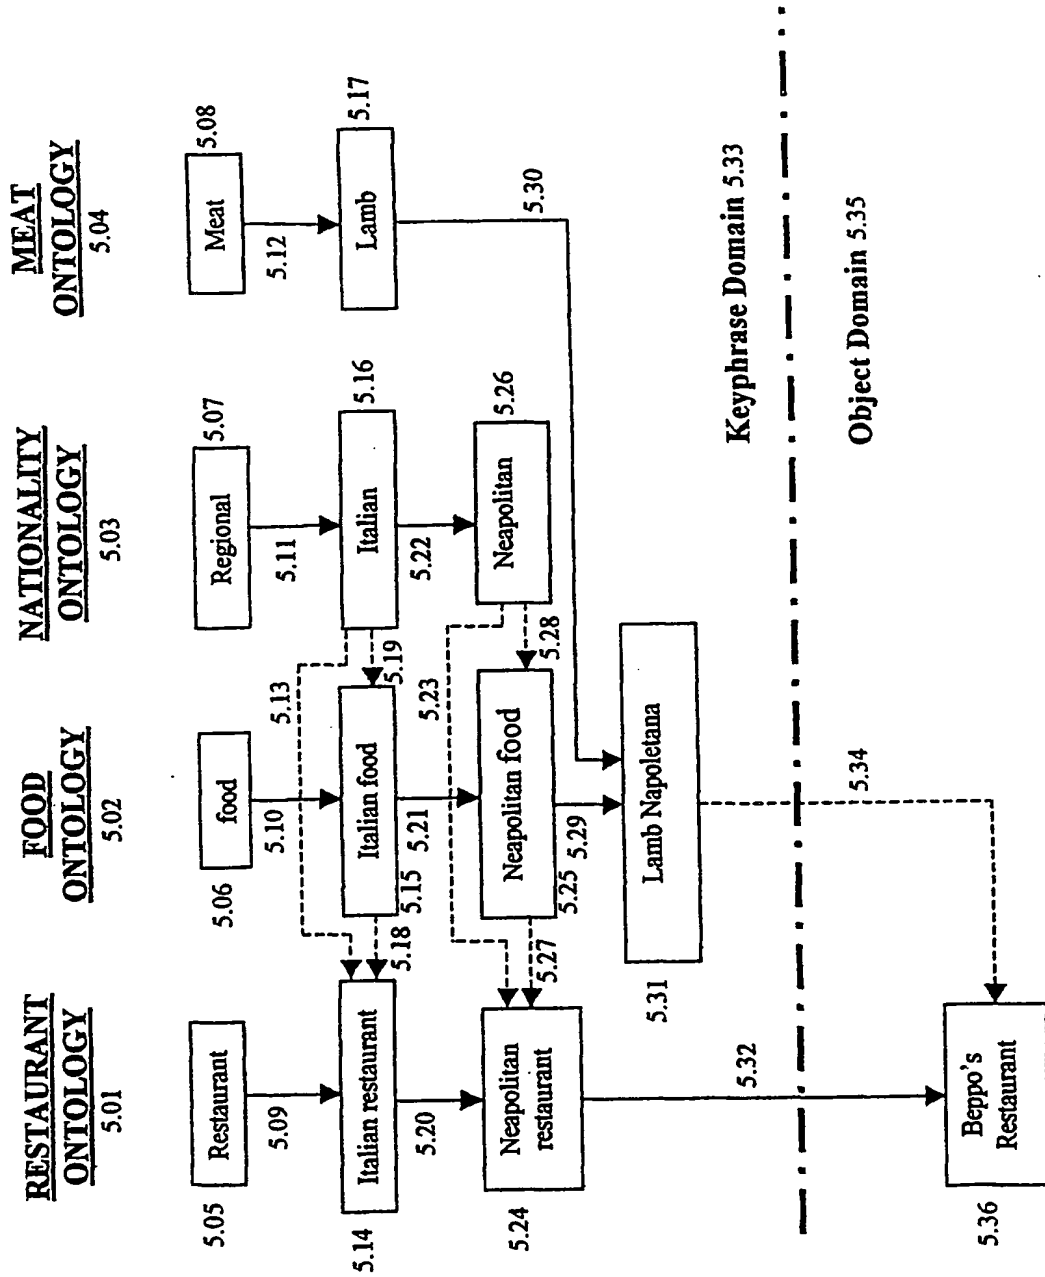 RESTAURANT
ONTOLOGY
5.01
FOOD
ONTOLOGY
5.02
NATIONALITY
ONTOLOGY
5.03
MEAT
ONTOLOGY
5.04
5.05
Restaurant
5.06
food
Regional
5.07
Meat
5.08
5.09
5.10
5.11
5.12
5.13
5.14
Italian restaurant
5.18
5.15
Italian food
5.19
Italian
5.16
Lamb
5.17
5.20
5.21
5.22
5.23
5.24
Neapolitan
restaurant
5.27
5.25
Neapolitan food
5.28
Neapolitan
5.26
5.29
5.30
5.31
Lamb Napoletana
5.32
Keyphrase Domain 5.33
5.34
Object Domain 5.35
5.36
Beppo's
Restaurant